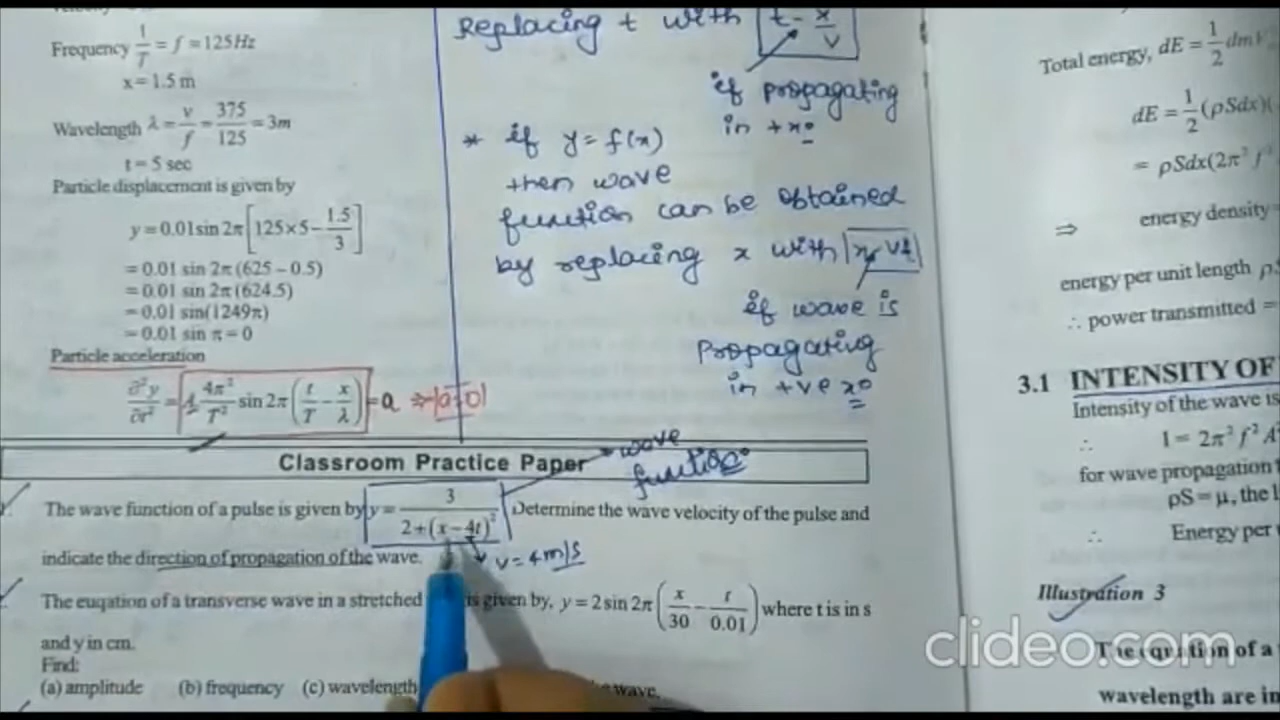 Frequency 1/T = f = 125Hz
x = 1.5 m
Wavelength λ = v/f = 375/125 = 3m
t = 5 sec
Particle displacement is given by
y = 0.01 sin 2π [125×5 − 1.5/3]
= 0.01 sin 2π (625 – 0.5)
= 0.01 sin 2π (624.5)
= 0.01 sin(1249π)
= 0.01 sin π = 0
Particle acceleration
∂²y/∂t² = 4π²/T² sin 2π (t/T − x/λ) = a ⇒ |a=0|
Replacing t with t - x/v
if propagating
in +x
* if y = f(x)
then wave
function can be obtained
by replacing x with x-vt
if wave is
propagating
in +ve x
wave
function
Classroom Practice Paper
The wave function of a pulse is given by y = 3/(2+(x−4t)²) Determine the wave velocity of the pulse and
indicate the direction of propagation of the wave.
v = 4 m/s
The euqation of a transverse wave in a stretched is given by, y = 2 sin 2π (x/30 − t/0.01) where t is in s
and y in cm.
Find:
(a) amplitude (b) frequency (c) wavelength wave.
Total energy, dE = 1/2 dm
dE = 1/2 (ρSdx)(
= ρSdx(2π² f²
⇒ energy density =
energy per unit length
∴ power transmitted =
3.1 INTENSITY OF
Intensity of the wave is
∴ I = 2π² f² A²
for wave propagation
ρS = μ, the l
∴ Energy per
Illustration 3
The equation of a
wavelength are in
clideo.com